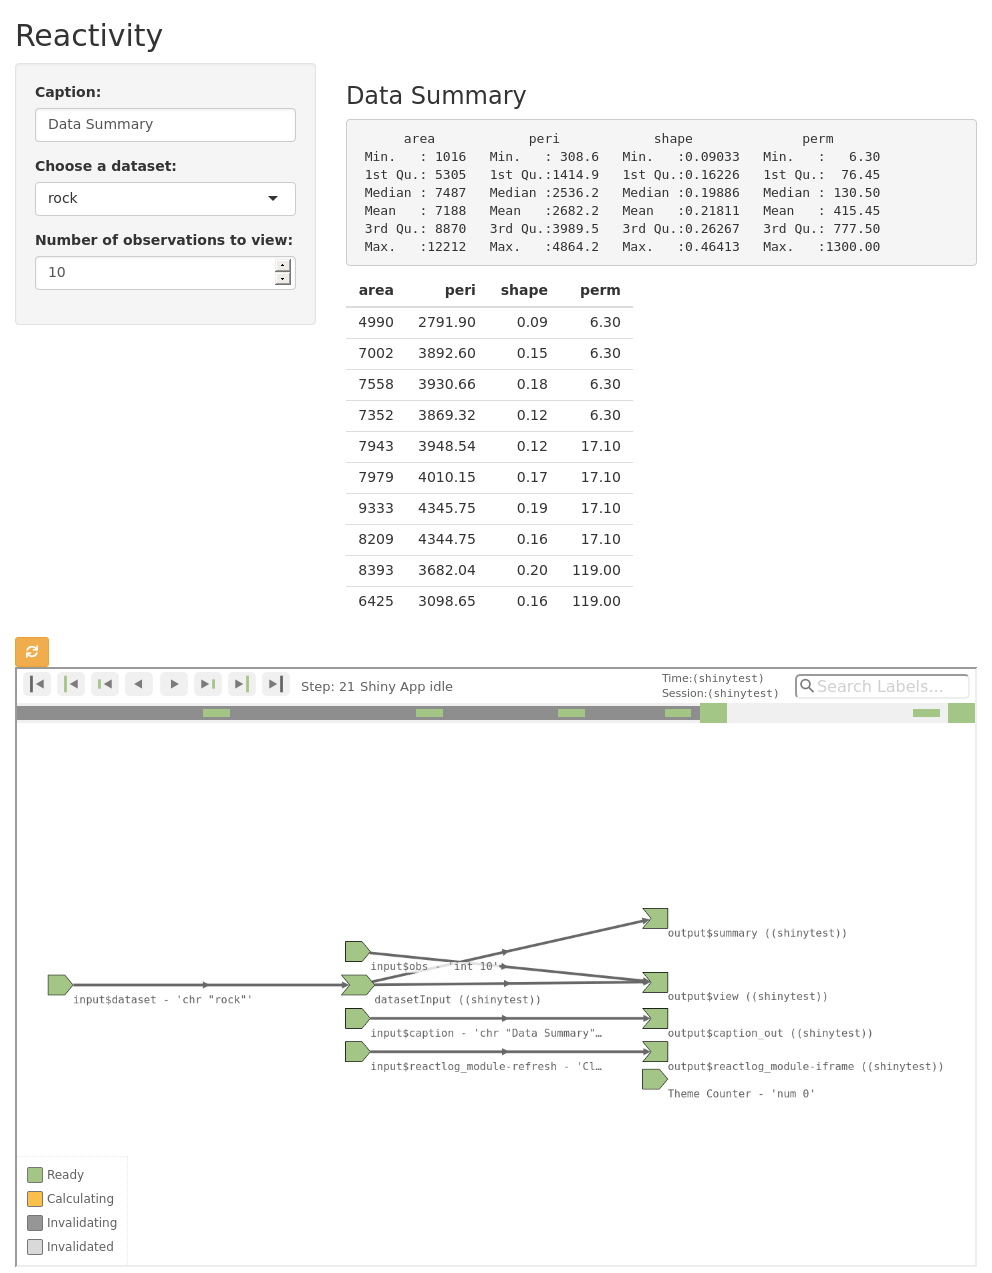 Reactivity
Caption:
Data Summary
Choose a dataset:
rock
Number of observations to view:
10
Data Summary
area peri shape perm
Min. : 1016 Min. : 308.6 Min. :0.09033 Min. : 6.30
1st Qu.: 5305 1st Qu.:1414.9 1st Qu.:0.16226 1st Qu.: 76.45
Median : 7487 Median :2536.2 Median :0.19886 Median : 130.50
Mean : 7188 Mean :2682.2 Mean :0.21811 Mean : 415.45
3rd Qu.: 8870 3rd Qu.:3989.5 3rd Qu.:0.26267 3rd Qu.: 777.50
Max. :12212 Max. :4864.2 Max. :0.46413 Max. :1300.00
area peri shape perm
4990 2791.90 0.09 6.30
7002 3892.60 0.15 6.30
7558 3930.66 0.18 6.30
7352 3869.32 0.12 6.30
7943 3948.54 0.12 17.10
7979 4010.15 0.17 17.10
9333 4345.75 0.19 17.10
8209 4344.75 0.16 17.10
8393 3682.04 0.20 119.00
6425 3098.65 0.16 119.00
Step: 21 Shiny App idle
Time:(shinytest)
Session:(shinytest)
Search Labels...
output$summary ((shinytest))
input$obs - 'int 10'
input$dataset - 'chr "rock"'
datasetInput ((shinytest))
output$view ((shinytest))
input$caption - 'chr "Data Summary"…
output$caption_out ((shinytest))
input$reactlog_module-refresh - 'Cl…
output$reactlog_module-iframe ((shinytest))
Theme Counter - 'num 0'
Ready
Calculating
Invalidating
Invalidated